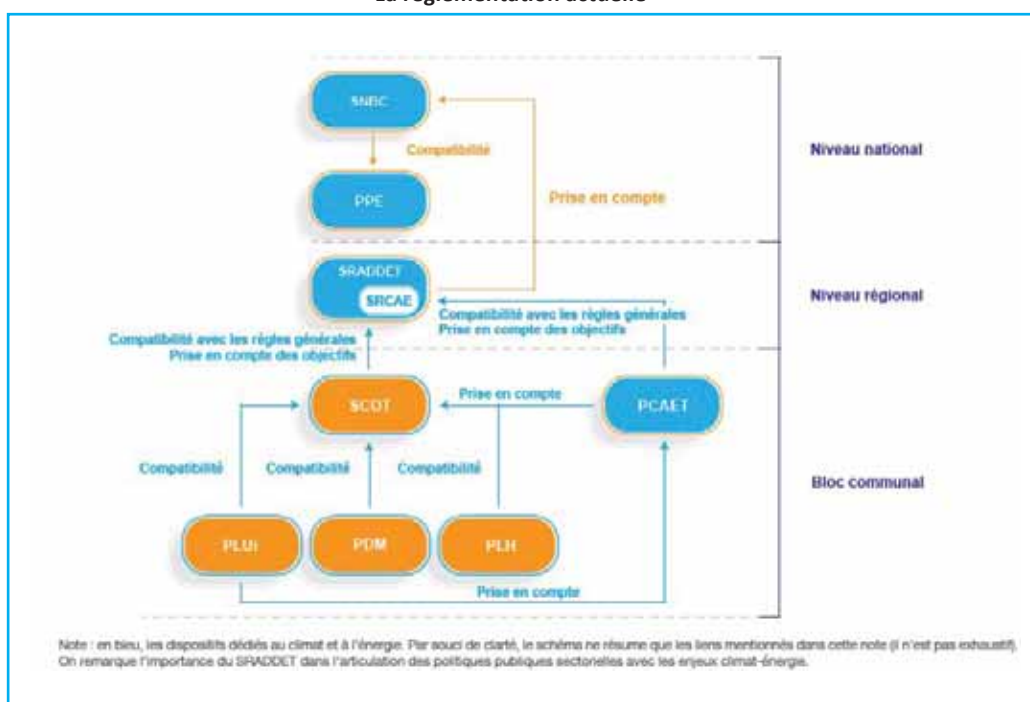 La réglementation actuelle
SNBC
Compatibilité
Niveau national
PPE
Prise en compte
SRADDET
SRCAE
Niveau régional
Compatibilité avec les règles générales
Prise en compte des objectifs
Compatibilité avec les règles générales
Prise en compte des objectifs
SCOT
Prise en compte
PCAET
Compatibilité
Compatibilité
Compatibilité
Bloc communal
PLUi
PDM
PLH
Prise en compte
Note : en bleu, les dispositifs dédiés au climat et à l'énergie. Par souci de clarté, le schéma ne résume que les liens mentionnés dans cette note (il n'est pas exhaustif).
On remarque l'importance du SRADDET dans l'articulation des politiques publiques sectorielles avec les enjeux climat-énergie.